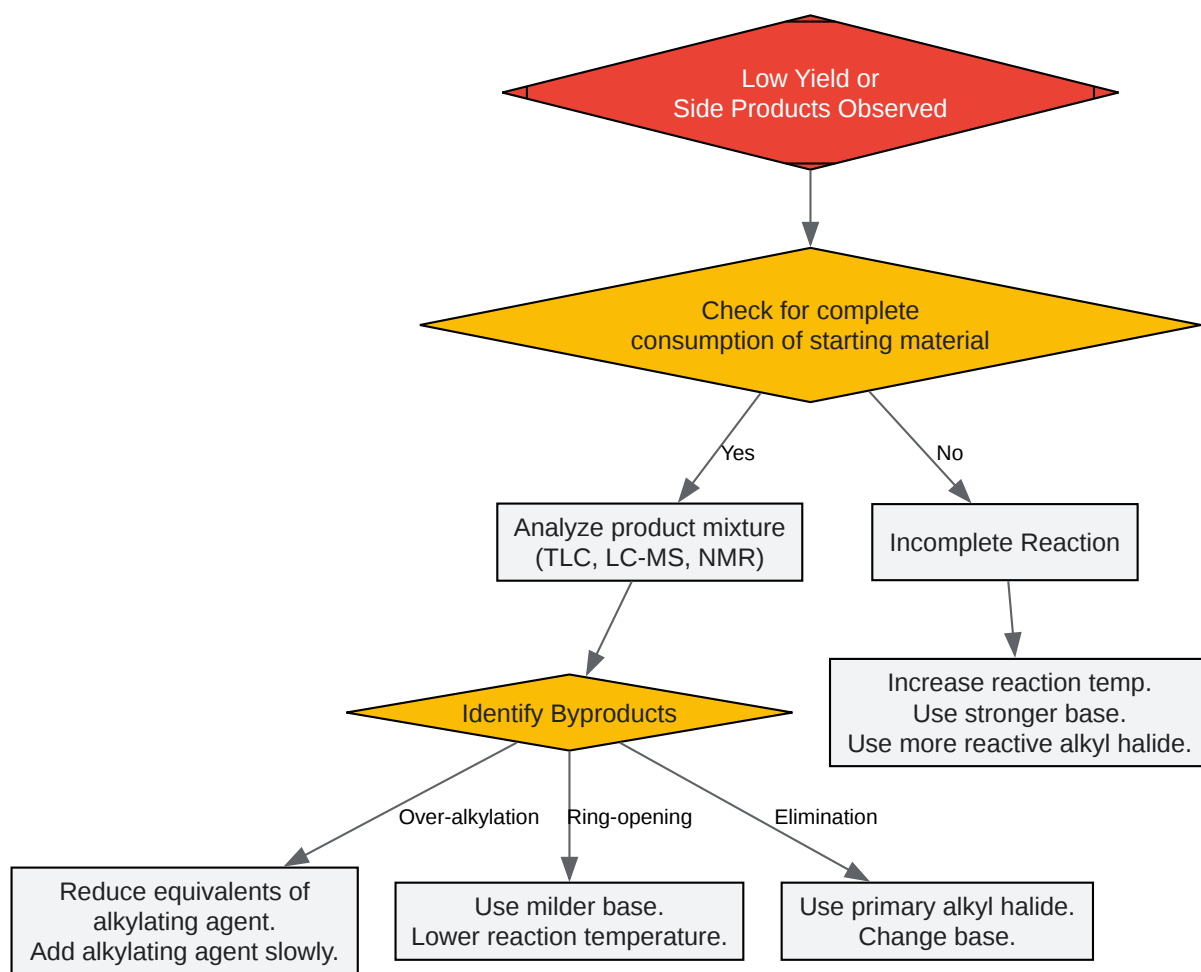 Low Yield or
Side Products Observed
Check for complete
consumption of starting material
Yes
No
Analyze product mixture
(TLC, LC-MS, NMR)
Incomplete Reaction
Increase reaction temp.
Use stronger base.
Use more reactive alkyl halide.
Identify Byproducts
Over-alkylation
Ring-opening
Elimination
Reduce equivalents of
alkylating agent.
Add alkylating agent slowly.
Use milder base.
Lower reaction temperature.
Use primary alkyl halide.
Change base.